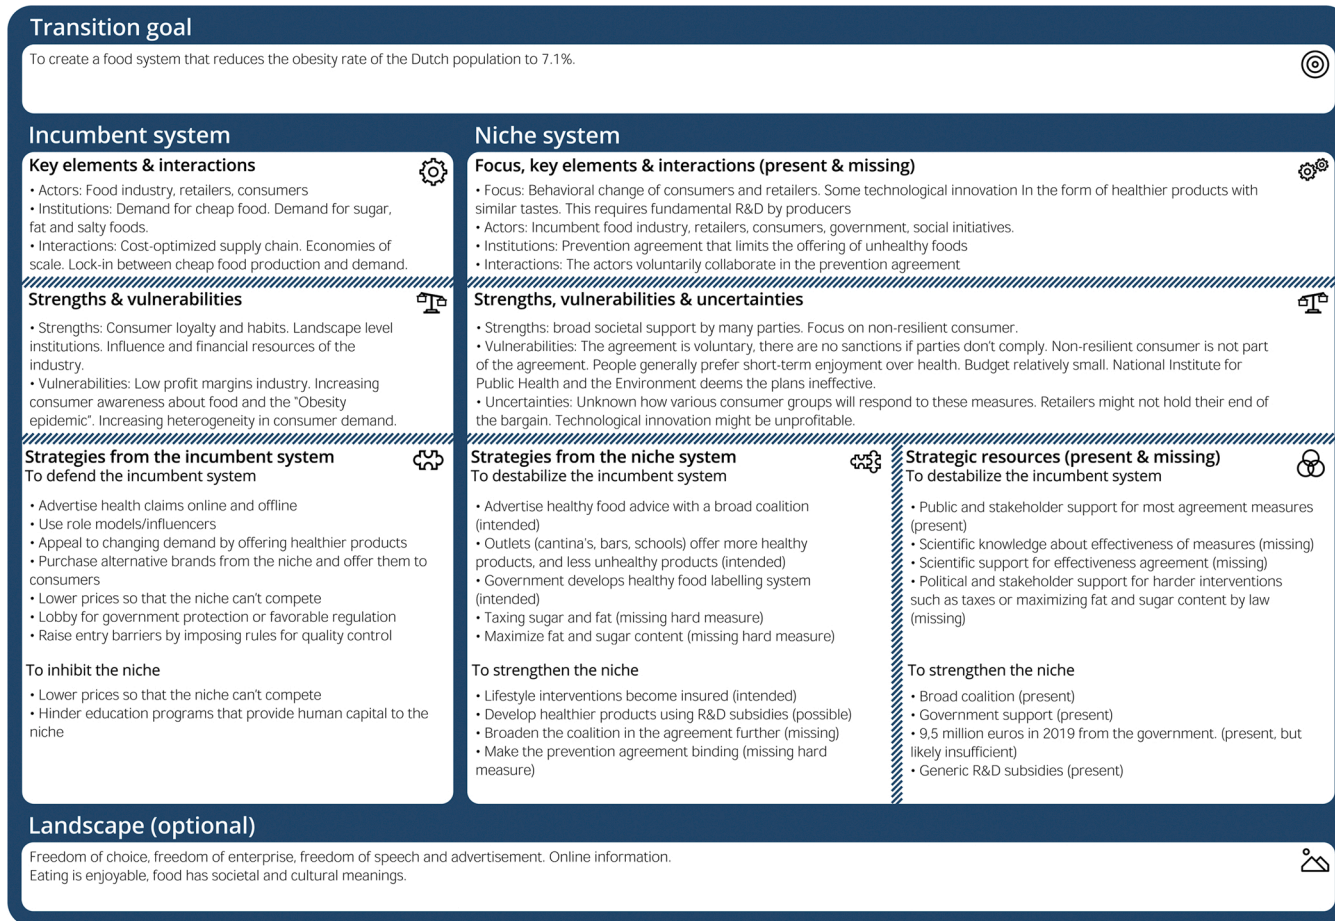 Transition goal
To create a food system that reduces the obesity rate of the Dutch population to 7.1%.
Incumbent system
Key elements & interactions
• Actors: Food industry, retailers, consumers
• Institutions: Demand for cheap food. Demand for sugar,
fat and salty foods.
• Interactions: Cost-optimized supply chain. Economies of
scale. Lock-in between cheap food production and demand.
Strengths & vulnerabilities
• Strengths: Consumer loyalty and habits. Landscape level
institutions. Influence and financial resources of the
industry.
• Vulnerabilities: Low profit margins industry. Increasing
consumer awareness about food and the "Obesity
epidemic". Increasing heterogeneity in consumer demand.
Strategies from the incumbent system
To defend the incumbent system
• Advertise health claims online and offline
• Use role models/influencers
• Appeal to changing demand by offering healthier products
• Purchase alternative brands from the niche and offer them to
consumers
• Lower prices so that the niche can't compete
• Lobby for government protection or favorable regulation
• Raise entry barriers by imposing rules for quality control
To inhibit the niche
• Lower prices so that the niche can't compete
• Hinder education programs that provide human capital to the
niche
Niche system
Focus, key elements & interactions (present & missing)
• Focus: Behavioral change of consumers and retailers. Some technological innovation In the form of healthier products with
similar tastes. This requires fundamental R&D by producers
• Actors: Incumbent food industry, retailers, consumers, government, social initiatives.
• Institutions: Prevention agreement that limits the offering of unhealthy foods
• Interactions: The actors voluntarily collaborate in the prevention agreement
Strengths, vulnerabilities & uncertainties
• Strengths: broad societal support by many parties. Focus on non-resilient consumer.
• Vulnerabilities: The agreement is voluntary, there are no sanctions if parties don't comply. Non-resilient consumer is not part
of the agreement. People generally prefer short-term enjoyment over health. Budget relatively small. National Institute for
Public Health and the Environment deems the plans ineffective.
• Uncertainties: Unknown how various consumer groups will respond to these measures. Retailers might not hold their end of
the bargain. Technological innovation might be unprofitable.
Strategies from the niche system
To destabilize the incumbent system
• Advertise healthy food advice with a broad coalition
(intended)
• Outlets (cantina's, bars, schools) offer more healthy
products, and less unhealthy products (intended)
• Government develops healthy food labelling system
(intended)
• Taxing sugar and fat (missing hard measure)
• Maximize fat and sugar content (missing hard measure)
To strengthen the niche
• Lifestyle interventions become insured (intended)
• Develop healthier products using R&D subsidies (possible)
• Broaden the coalition in the agreement further (missing)
• Make the prevention agreement binding (missing hard
measure)
Strategic resources (present & missing)
To destabilize the incumbent system
• Public and stakeholder support for most agreement measures
(present)
• Scientific knowledge about effectiveness of measures (missing)
• Scientific support for effectiveness agreement (missing)
• Political and stakeholder support for harder interventions
such as taxes or maximizing fat and sugar content by law
(missing)
To strengthen the niche
• Broad coalition (present)
• Government support (present)
• 9,5 million euros in 2019 from the government. (present, but
likely insufficient)
• Generic R&D subsidies (present)
Landscape (optional)
Freedom of choice, freedom of enterprise, freedom of speech and advertisement. Online information.
Eating is enjoyable, food has societal and cultural meanings.